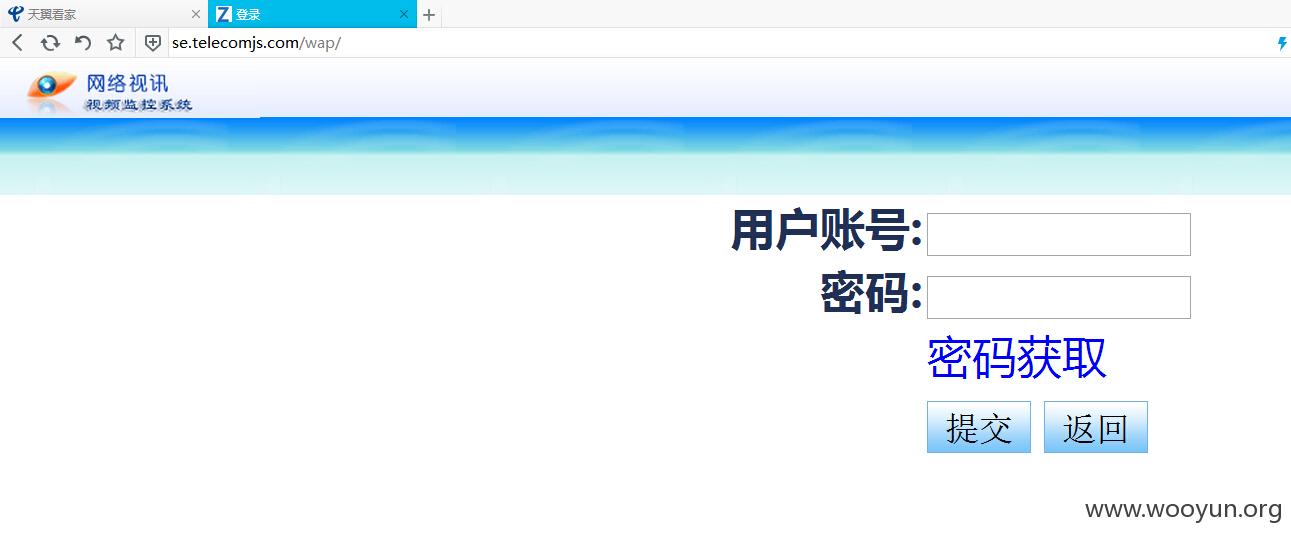 天翼看家
登录
se.telecomjs.com/wap/
网络视讯
视频监控系统
用户账号:
密码:
密码获取
提交 返回
www.wooyun.org